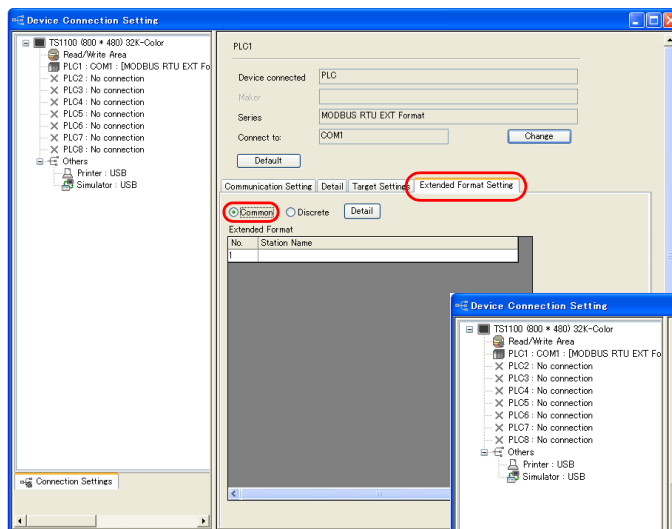 Device Connection Setting
TS1100 (800 * 480) 32K-Color
Read/Write Area
PLC1 : COM1 : [MODBUS RTU EXT Fo
PLC2 : No connection
PLC3 : No connection
PLC4 : No connection
PLC5 : No connection
PLC6 : No connection
PLC7 : No connection
PLC8 : No connection
Others
Printer : USB
Simulator : USB
Connection Settings
PLC1
Device connected PLC
Maker
Series MODBUS RTU EXT Format
Connect to: COM1 Change
Default
Communication Setting Detail Target Settings Extended Format Setting
Common Discrete Detail
Extended Format
No. Station Name
1
Device Connection Setting
TS1100 (800 * 480) 32K-Color
Read/Write Area
PLC1 : COM1 : [MODBUS RTU EXT Fo
PLC2 : No connection
PLC3 : No connection
PLC4 : No connection
PLC5 : No connection
PLC6 : No connection
PLC7 : No connection
PLC8 : No connection
Others
Printer : USB
Simulator : USB